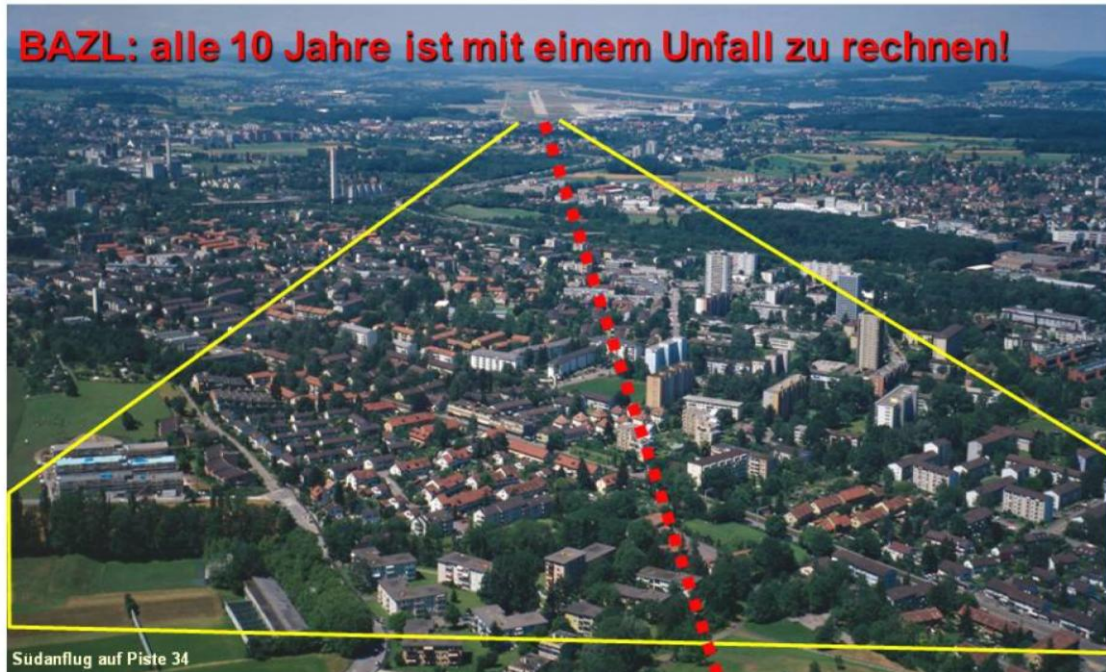 BAZL: alle 10 Jahre ist mit einem Unfall zu rechnen!
Südanflug auf Piste 34